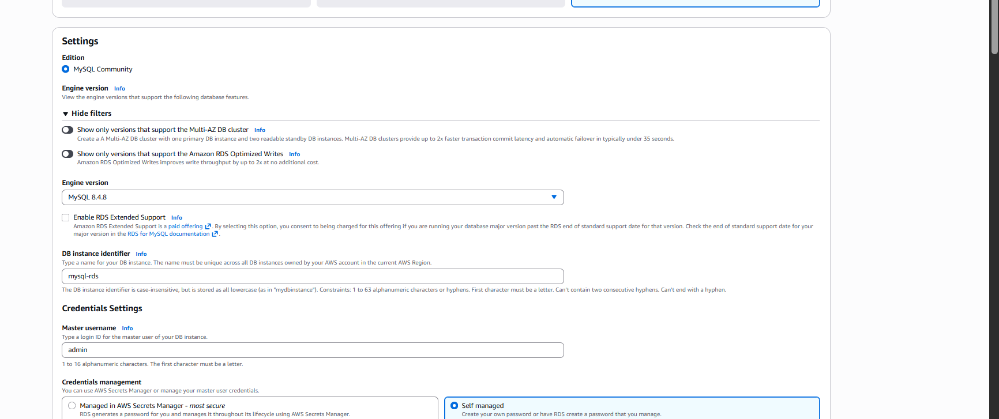 Settings
Edition
MySQL Community
Engine version Info
View the engine versions that support the following database features.
Hide filters
Show only versions that support the Multi-AZ DB cluster Info
Create a A Multi-AZ DB cluster with one primary DB instance and two readable standby DB instances. Multi-AZ DB clusters provide up to 2x faster transaction commit latency and automatic failover in typically under 35 seconds.
Show only versions that support the Amazon RDS Optimized Writes Info
Amazon RDS Optimized Writes improves write throughput by up to 2x at no additional cost.
Engine version
MySQL 8.4.8
Enable RDS Extended Support Info
Amazon RDS Extended Support is a paid offering. By selecting this option, you consent to being charged for this offering if you are running your database major version past the RDS end of standard support date for that version. Check the end of standard support date for your
major version in the RDS for MySQL documentation.
DB instance identifier Info
Type a name for your DB instance. The name must be unique across all DB instances owned by your AWS account in the current AWS Region.
mysql-rds
The DB instance identifier is case-insensitive, but is stored as all lowercase (as in "mydbinstance"). Constraints: 1 to 63 alphanumeric characters or hyphens. First character must be a letter. Can't contain two consecutive hyphens. Can't end with a hyphen.
Credentials Settings
Master username Info
Type a login ID for the master user of your DB instance.
admin
1 to 16 alphanumeric characters. The first character must be a letter.
Credentials management
You can use AWS Secrets Manager or manage your master user credentials.
Managed in AWS Secrets Manager - most secure
RDS generates a password for you and manages it throughout its lifecycle using AWS Secrets Manager.
Self managed
Create your own password or have RDS create a password that you manage.